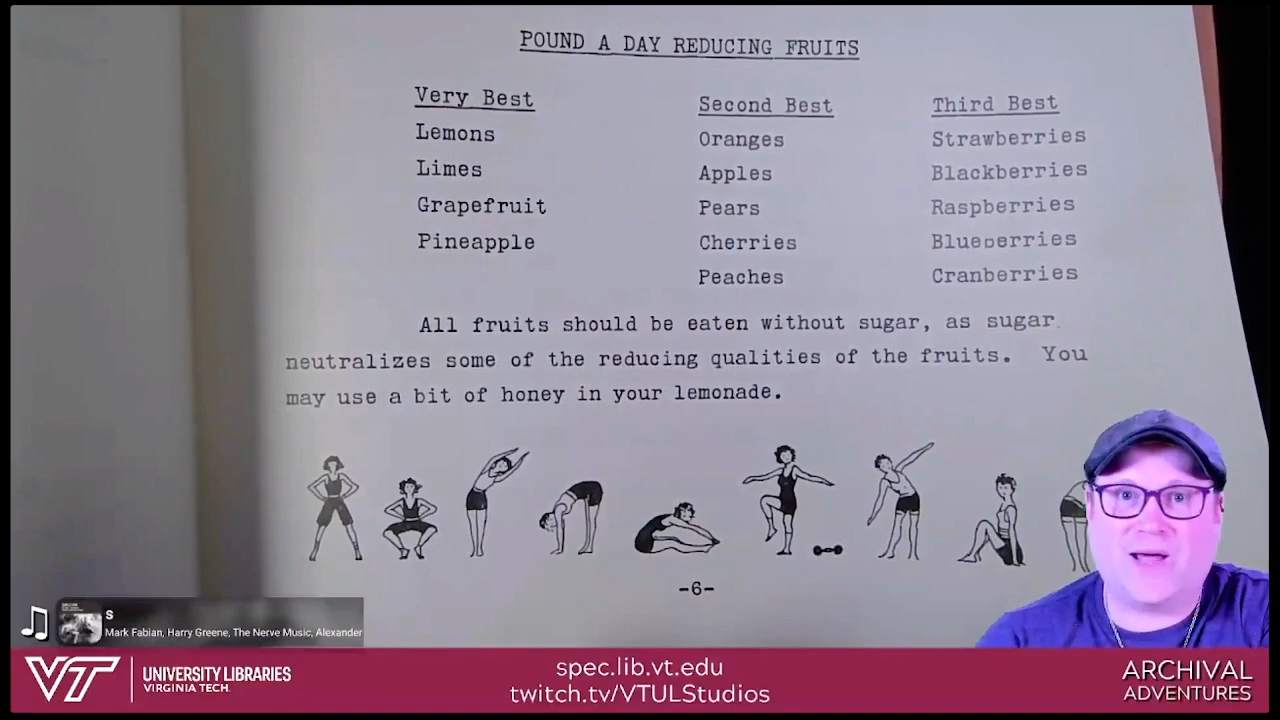 POUND A DAY REDUCING FRUITS
Very Best
Lemons
Limes
Grapefruit
Pineapple
Second Best
Oranges
Apples
Pears
Cherries
Peaches
Third Best
Strawberries
Blackberries
Raspberries
Blueberries
Cranberries
All fruits should be eaten without sugar, as sugar
neutralizes some of the reducing qualities of the fruits. You
may use a bit of honey in your lemonade.
-6-
S
Mark Fabian, Harry Greene, The Nerve Music, Alexander
VT
UNIVERSITY LIBRARIES
VIRGINIA TECH.
spec.lib.vt.edu
twitch.tv/VTULStudios
ARCHIVAL
ADVENTURES